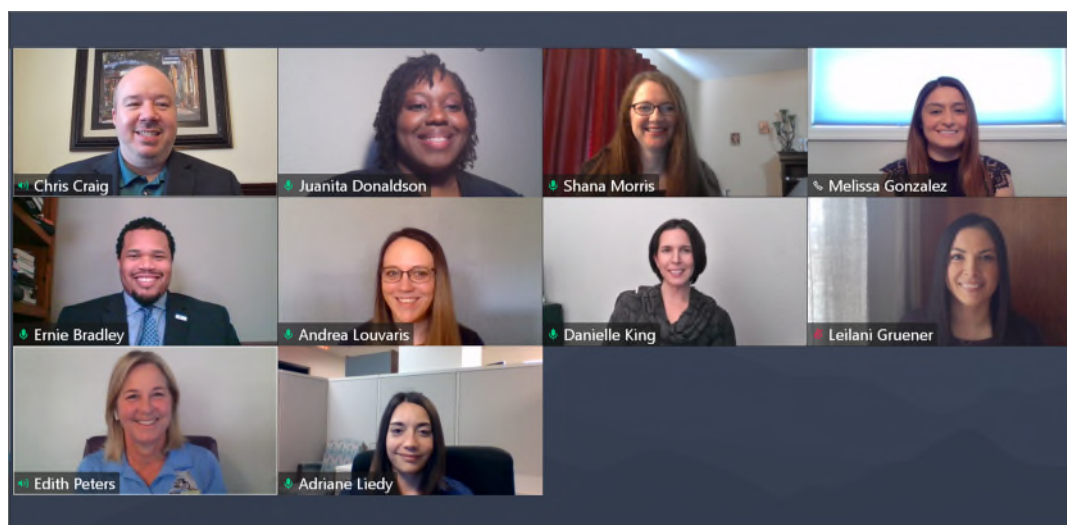 Chris Craig
Juanita Donaldson
Shana Morris
Melissa Gonzalez
Ernie Bradley
Andrea Louvaris
Danielle King
Leilani Gruener
Edith Peters
Adriane Liedy